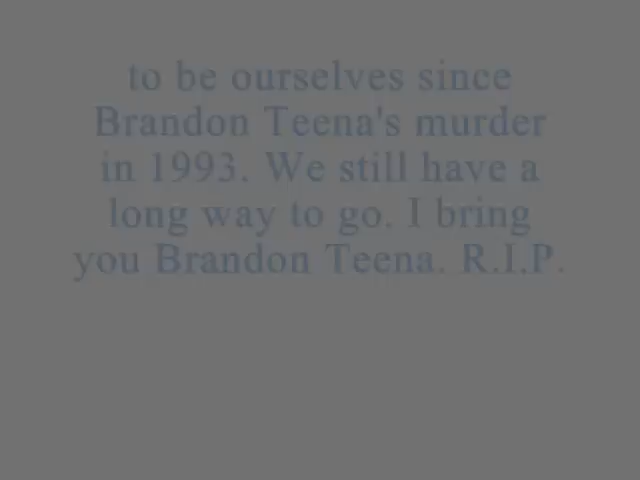 to be ourselves since
Brandon Teena's murder
in 1993. We still have a
long way to go. I bring
you Brandon Teena. R.I.P.